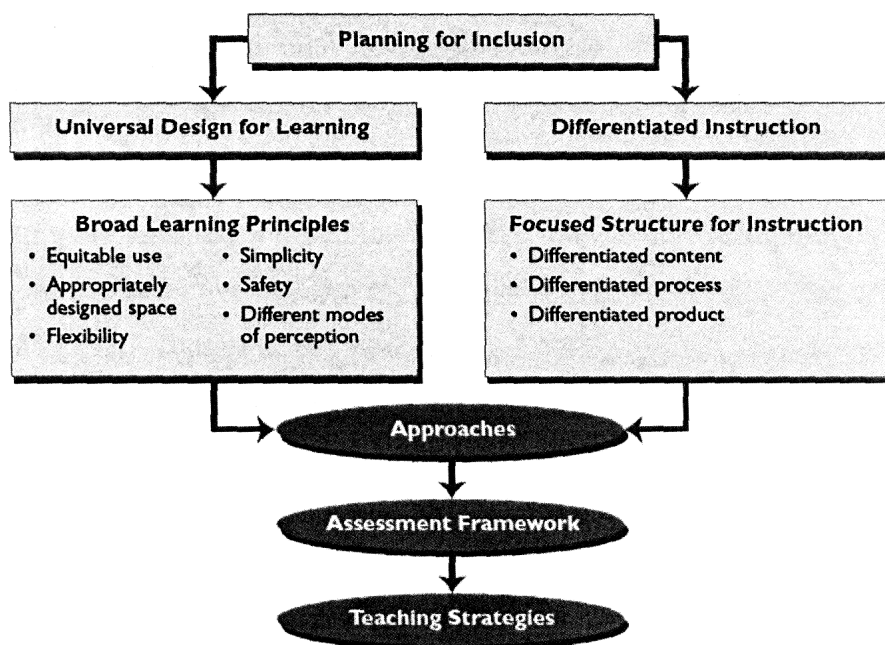 Planning for Inclusion
Universal Design for Learning
Differentiated Instruction
Broad Learning Principles
• Equitable use
• Appropriately
designed space
• Flexibility
• Simplicity
• Safety
• Different modes
of perception
Focused Structure for Instruction
• Differentiated content
• Differentiated process
• Differentiated product
Approaches
Assessment Framework
Teaching Strategies